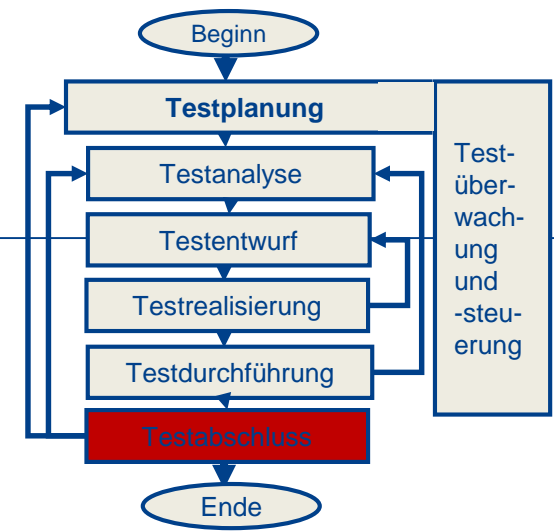 Beginn
Testplanung
Testanalyse
Testentwurf
Testrealisierung
Testdurchführung
Testabschluss
Ende
Test-
über-
wach-
ung
und
-steu-
erung